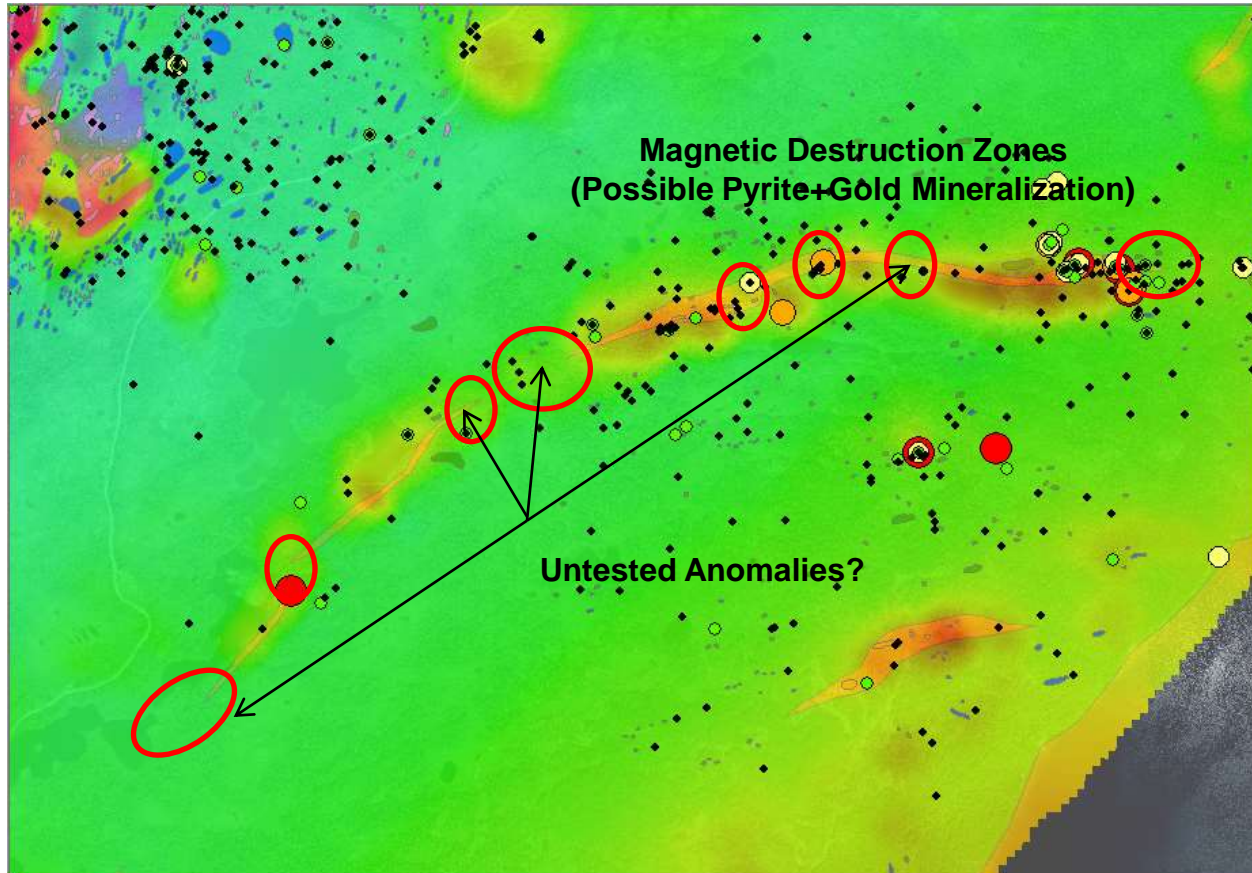 Magnetic Destruction Zones
(Possible Pyrite+Gold Mineralization)
Untested Anomalies?